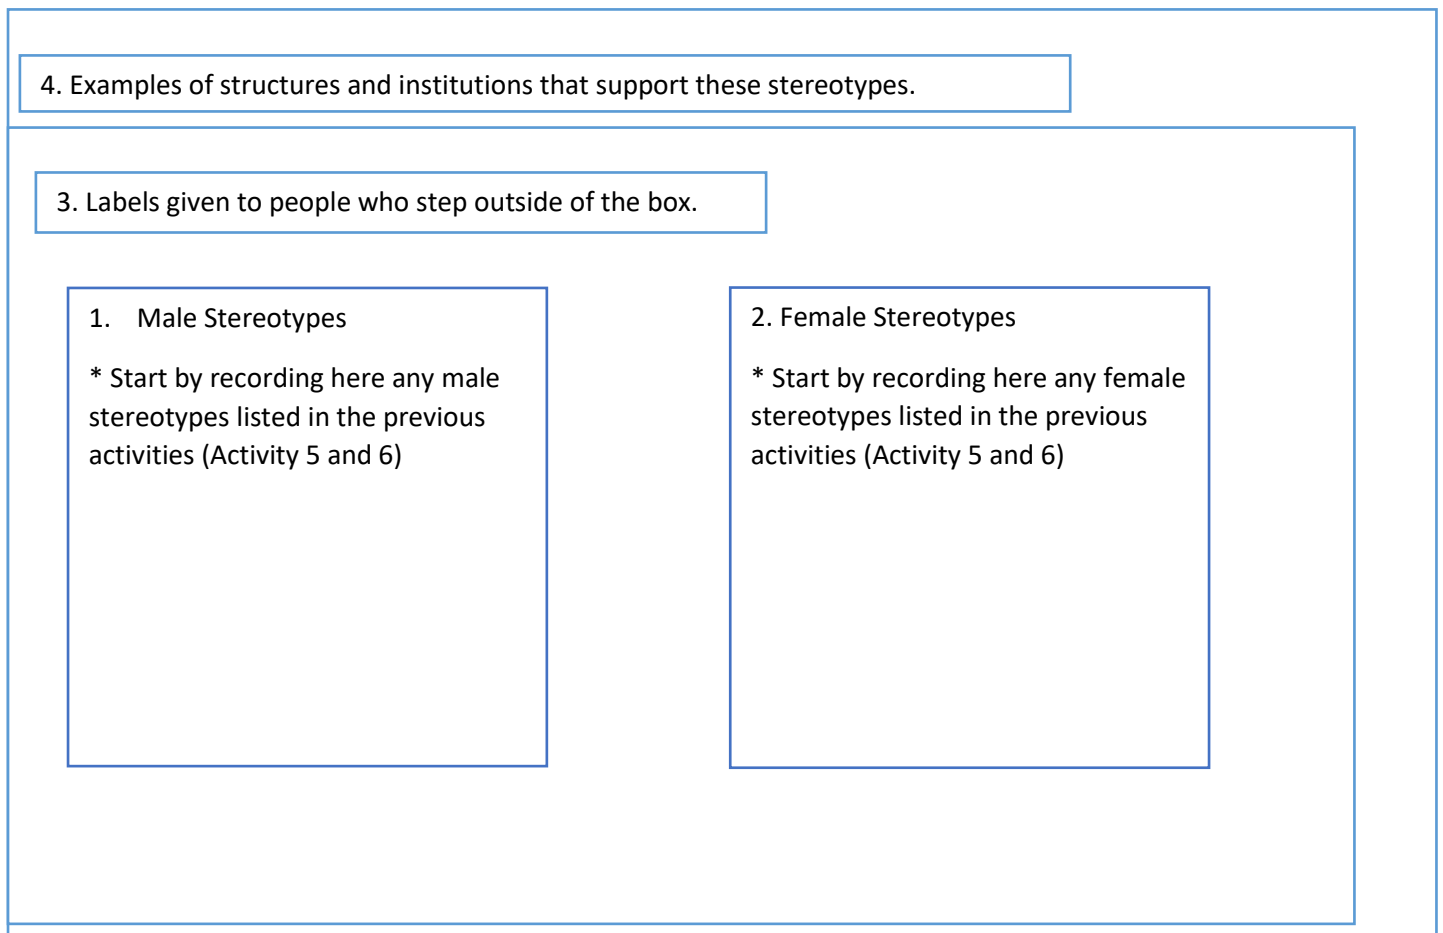 4. Examples of structures and institutions that support these stereotypes.
3. Labels given to people who step outside of the box.
1. Male Stereotypes
* Start by recording here any male
stereotypes listed in the previous
activities (Activity 5 and 6)
2. Female Stereotypes
* Start by recording here any female
stereotypes listed in the previous
activities (Activity 5 and 6)